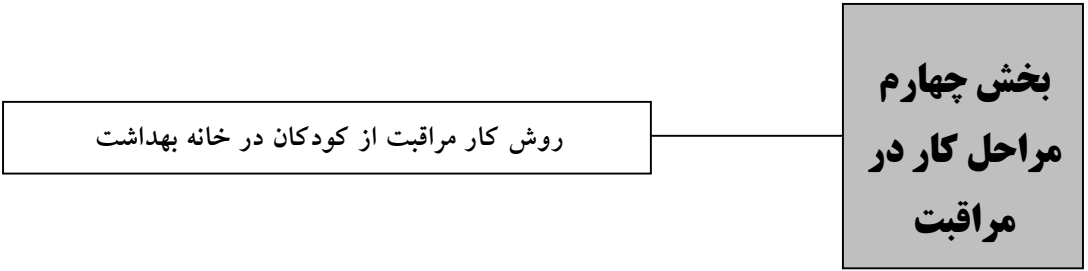 بخش چهارم
مراحل کار در
مراقبت
روش کار مراقبت از کودکان در خانه بهداشت